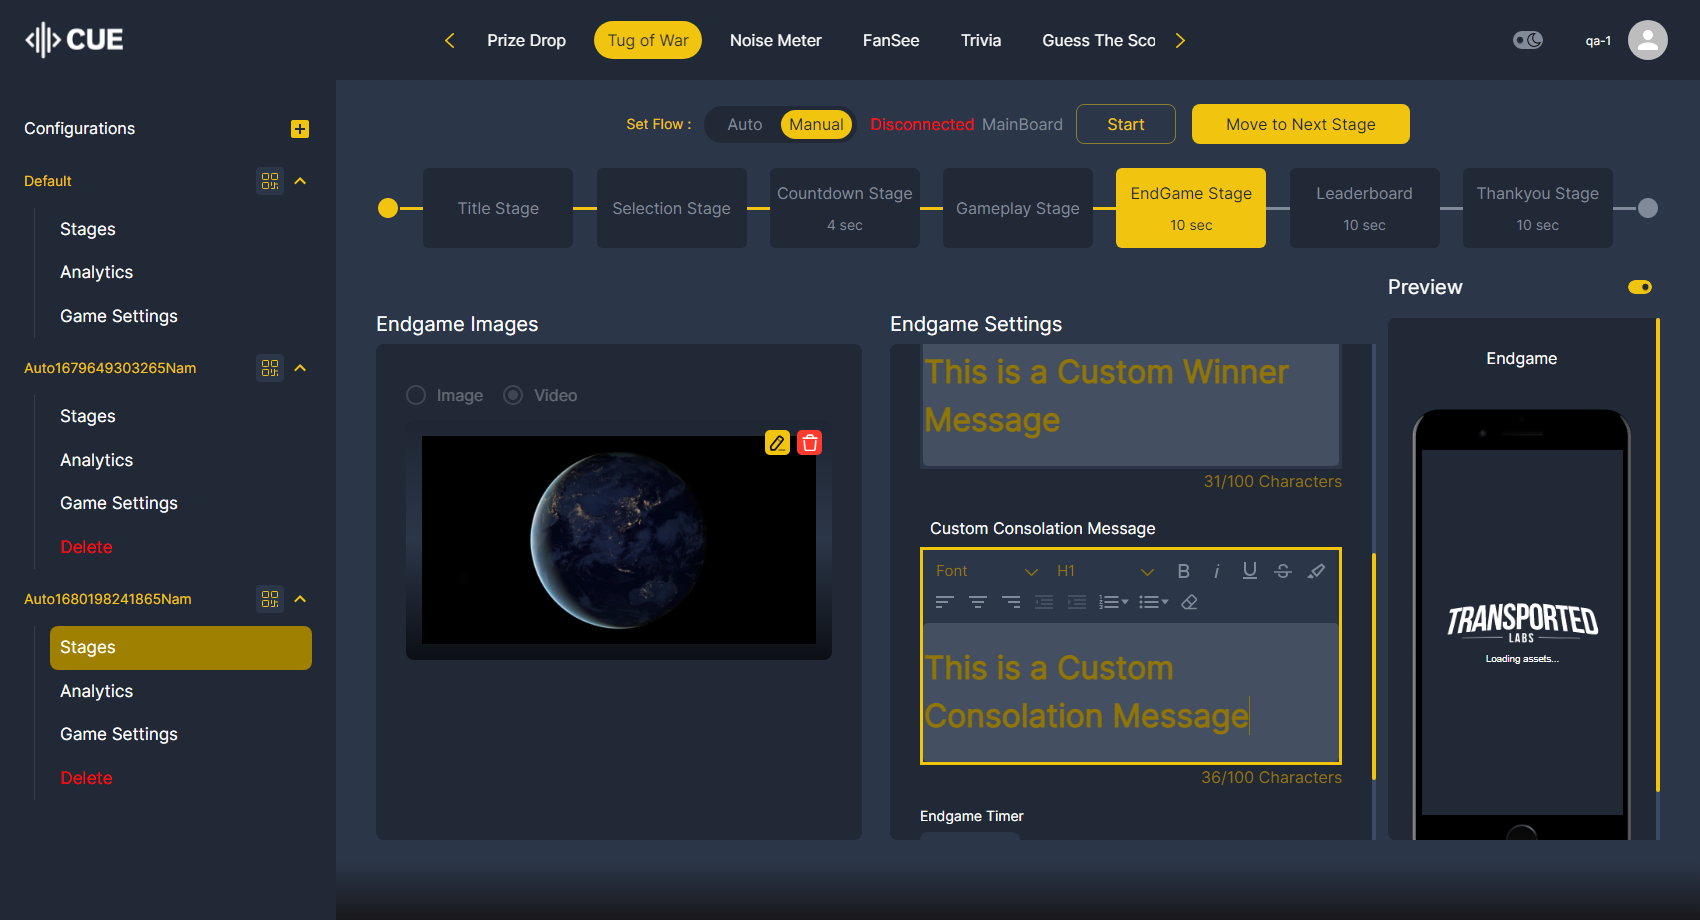 CUE
Prize Drop
Tug of War
Noise Meter
FanSee
Trivia
Guess The Sco
qa-1
Configurations
Default
Stages
Analytics
Game Settings
Auto1679649303265Nam
Stages
Analytics
Game Settings
Delete
Auto1680198241865Nam
Stages
Analytics
Game Settings
Delete
Set Flow :
Auto
Manual
Disconnected MainBoard
Start
Move to Next Stage
Title Stage
Selection Stage
Countdown Stage
4 sec
Gameplay Stage
EndGame Stage
10 sec
Leaderboard
10 sec
Thankyou Stage
10 sec
Endgame Images
Image
Video
Endgame Settings
This is a Custom Winner
Message
31/100 Characters
Custom Consolation Message
Font
H1
B
i
U
S
This is a Custom
Consolation Message
36/100 Characters
Endgame Timer
Preview
Endgame
TRANSPORTED
LABS
Loading assets...